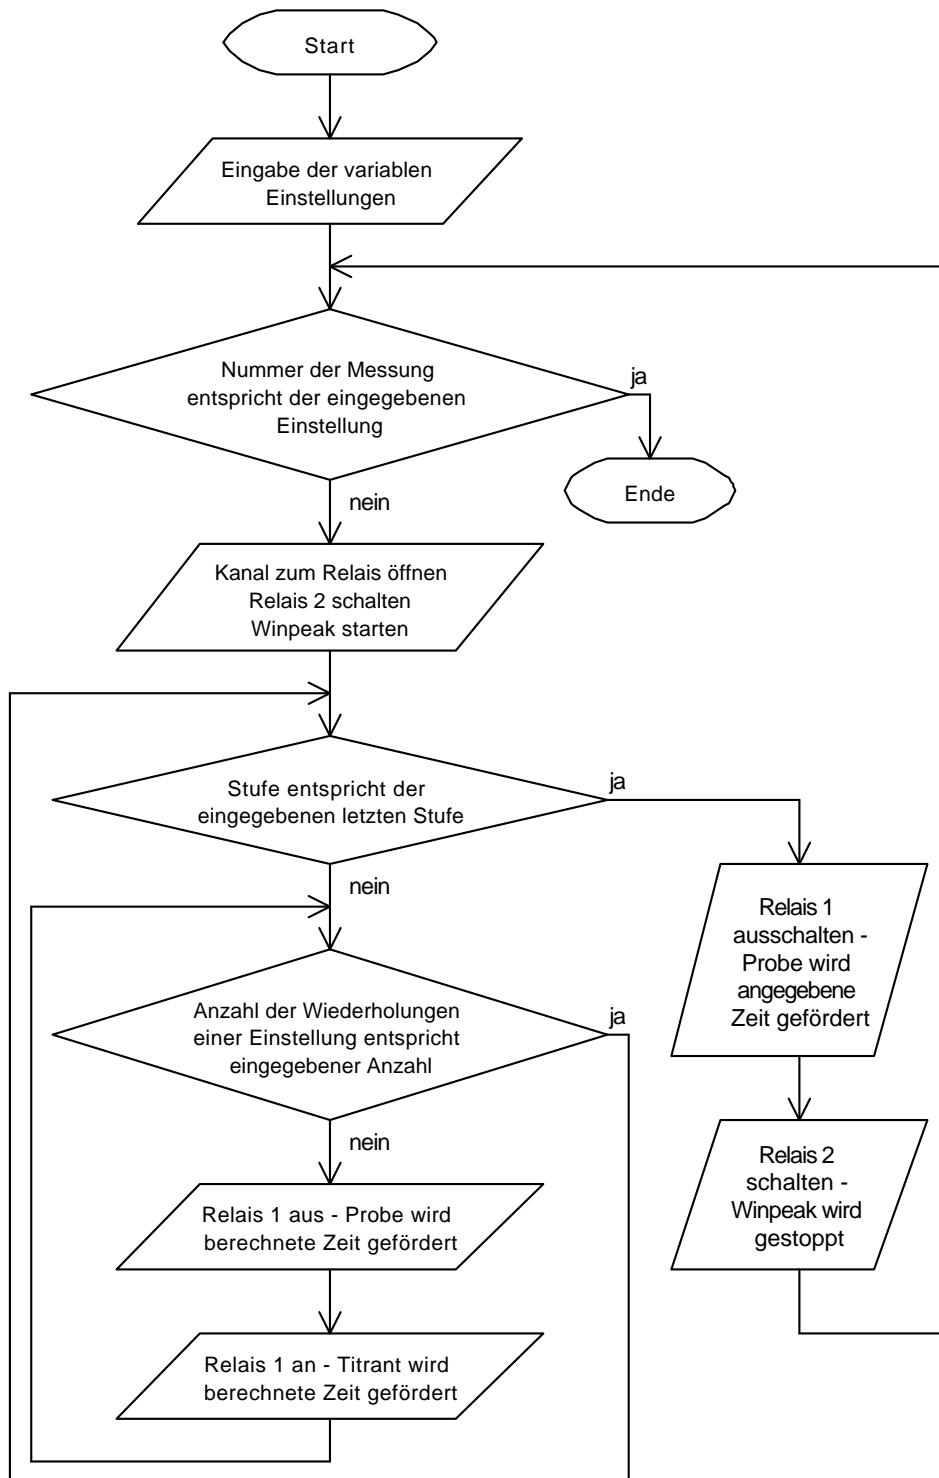 Start
Eingabe der variablen
Einstellungen
Nummer der Messung
entspricht der eingegebenen
Einstellung
ja
Ende
nein
Kanal zum Relais öffnen
Relais 2 schalten
Winpeak starten
Stufe entspricht der
eingegebenen letzten Stufe
ja
nein
Relais 1
ausschalten -
Probe wird
angegebene
Zeit gefördert
Anzahl der Wiederholungen
einer Einstellung entspricht
eingegebener Anzahl
ja
nein
Relais 2
schalten -
Winpeak wird
gestoppt
Relais 1 aus - Probe wird
berechnete Zeit gefördert
Relais 1 an - Titrant wird
berechnete Zeit gefördert